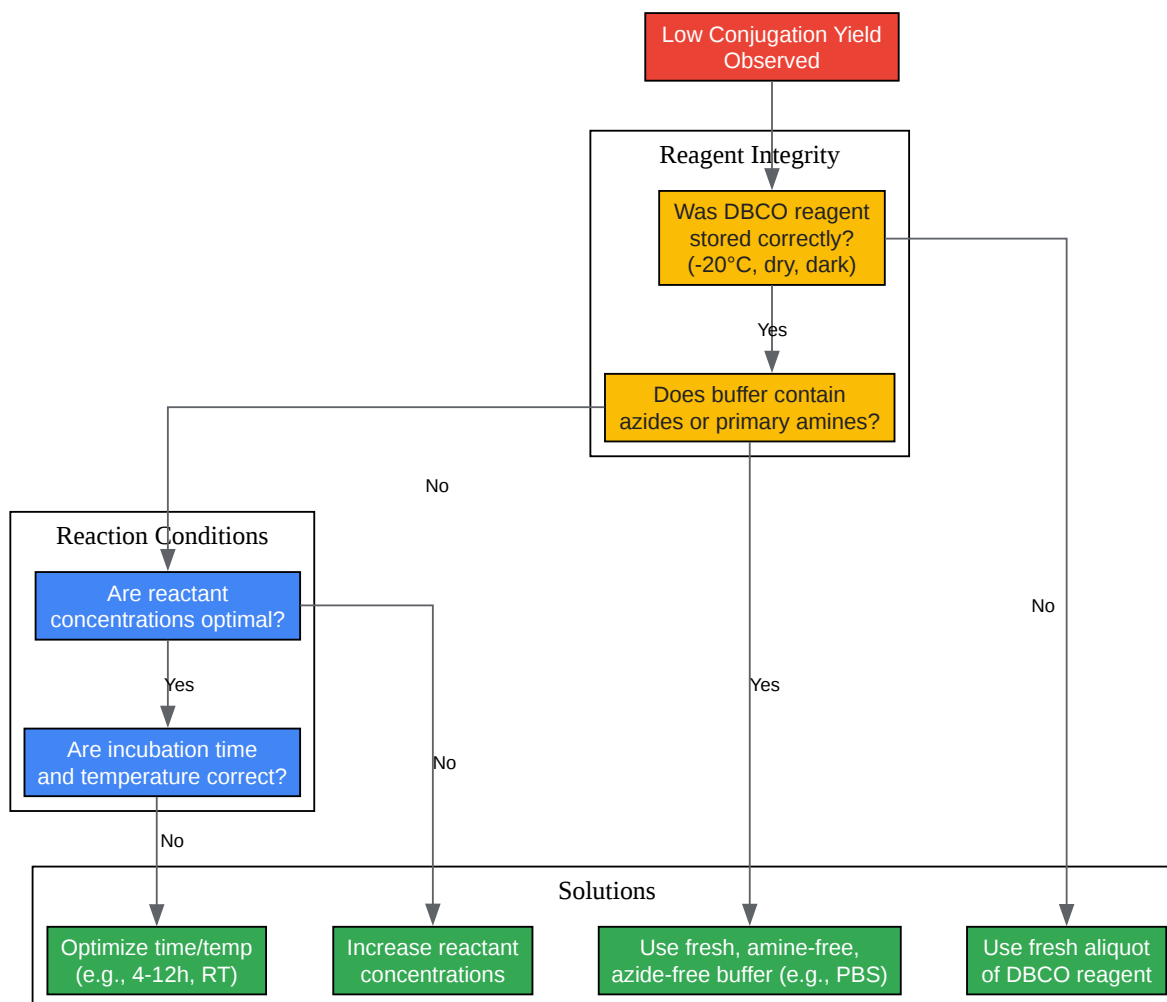 Low Conjugation Yield
Observed
Reagent Integrity
Was DBCO reagent
stored correctly?
(-20°C, dry, dark)
Yes
Does buffer contain
azides or primary amines?
No
Reaction Conditions
Are reactant
concentrations optimal?
No
Yes
Yes
Are incubation time
and temperature correct?
No
No
Solutions
Optimize time/temp
(e.g., 4-12h, RT)
Increase reactant
concentrations
Use fresh, amine-free,
azide-free buffer (e.g., PBS)
Use fresh aliquot
of DBCO reagent